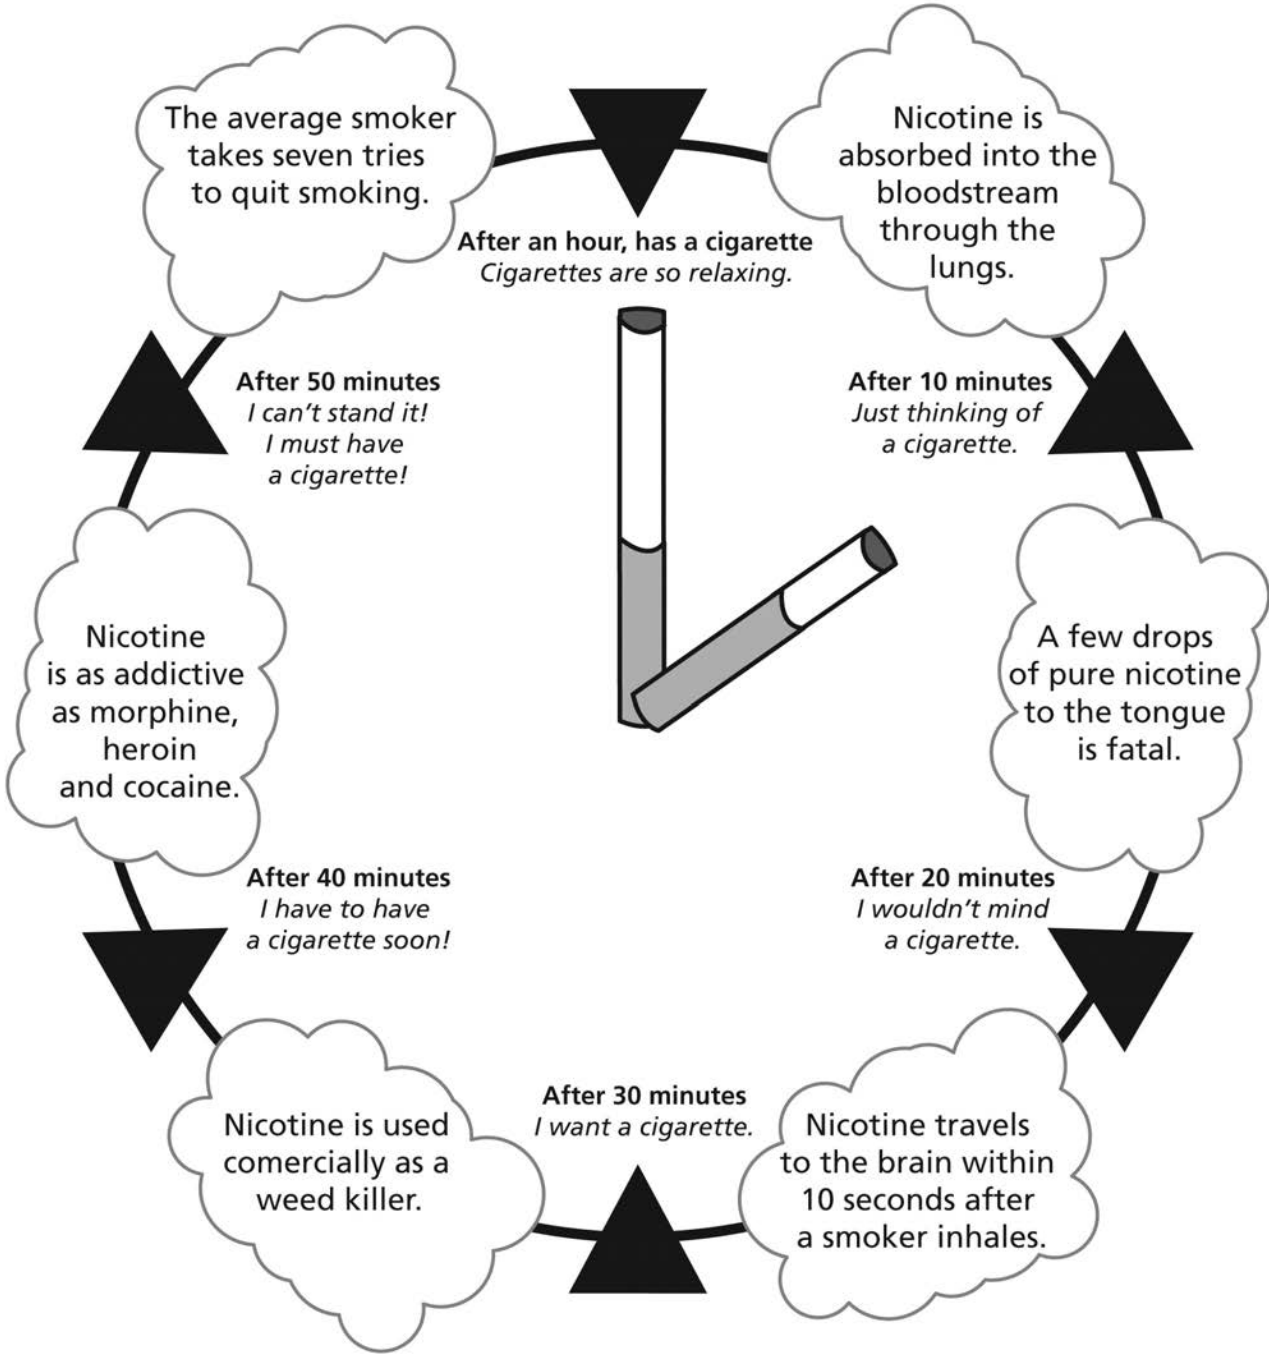 The average smoker
takes seven tries
to quit smoking.
Nicotine is
absorbed into the
bloodstream
through the
lungs.
After an hour, has a cigarette
Cigarettes are so relaxing.
After 50 minutes
I can't stand it!
I must have
a cigarette!
After 10 minutes
Just thinking of
a cigarette.
Nicotine
is as addictive
as morphine,
heroin
and cocaine.
A few drops
of pure nicotine
to the tongue
is fatal.
After 40 minutes
I have to have
a cigarette soon!
After 20 minutes
I wouldn't mind
a cigarette.
After 30 minutes
I want a cigarette.
Nicotine is used
comercially as a
weed killer.
Nicotine travels
to the brain within
10 seconds after
a smoker inhales.